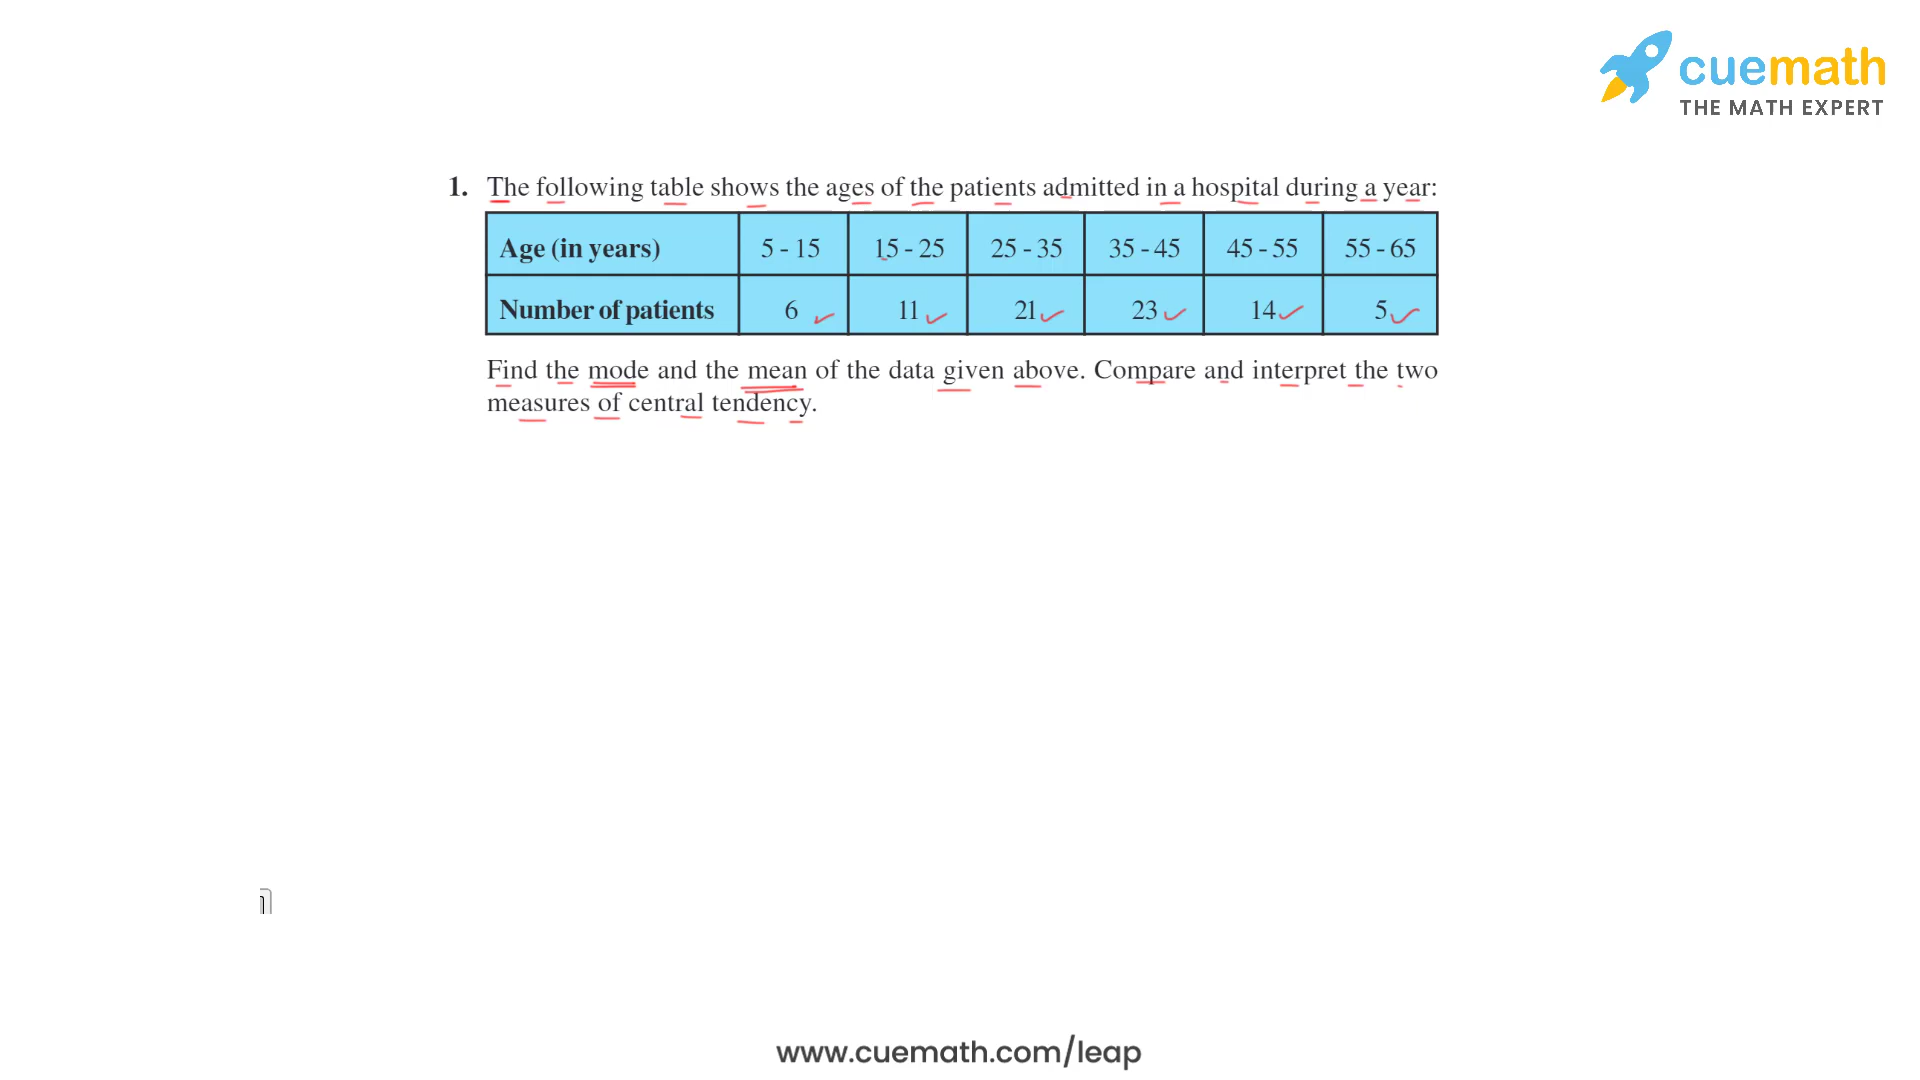 cuemath
THE MATH EXPERT
1. The following table shows the ages of the patients admitted in a hospital during a year:
Age (in years) 5 - 15 15 - 25 25 - 35 35 - 45 45 - 55 55 - 65
Number of patients 6 11 21 23 14 5
Find the mode and the mean of the data given above. Compare and interpret the two
measures of central tendency.
www.cuemath.com/leap